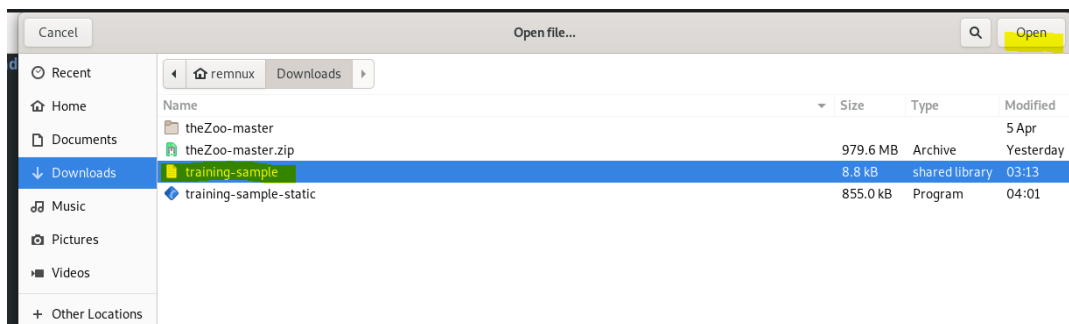 Cancel Open file... Open
d
Recent
Home
Documents
Downloads
Music
Pictures
Videos
+ Other Locations
remnux Downloads
Name Size Type Modified
theZoo-master 5 Apr
theZoo-master.zip 979.6 MB Archive Yesterday
training-sample 8.8 kB shared library 03:13
training-sample-static 855.0 kB Program 04:01